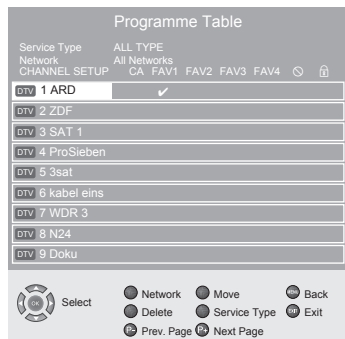 Programme Table
Service Type ALL TYPE
Network All Networks
CHANNEL SETUP CA FAV1 FAV2 FAV3 FAV4
DTV 1 ARD
DTV 2 ZDF
DTV 3 SAT 1
DTV 4 ProSieben
DTV 5 3sat
DTV 6 kabel eins
DTV 7 WDR 3
DTV 8 N24
DTV 9 Doku
OK Select Network Move MENU Back
Delete Service Type EXIT Exit
P- Prev. Page P+ Next Page